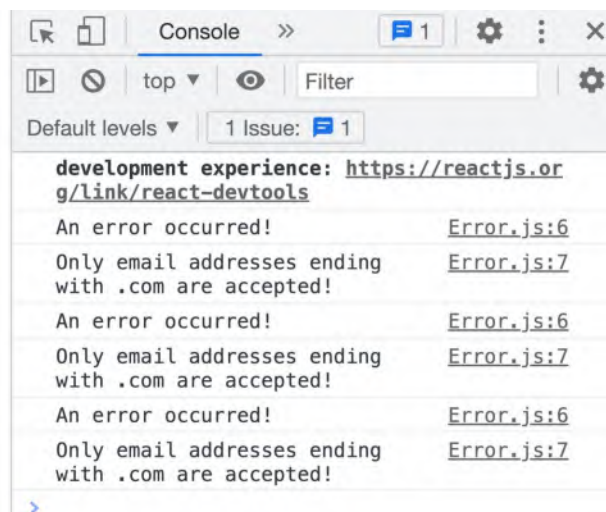 Console » 1
top ▼ Filter
Default levels ▼ 1 Issue: 1
development experience: https://reactjs.or
g/link/react-devtools
An error occurred! Error.js:6
Only email addresses ending Error.js:7
with .com are accepted!
An error occurred! Error.js:6
Only email addresses ending Error.js:7
with .com are accepted!
An error occurred! Error.js:6
Only email addresses ending Error.js:7
with .com are accepted!
>